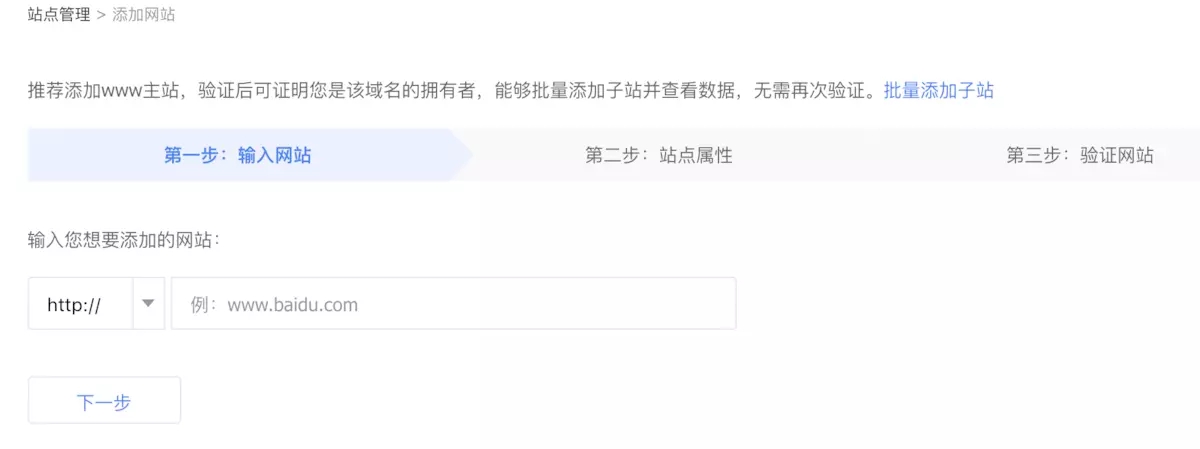 站点管理 > 添加网站
推荐添加www主站，验证后可证明您是该域名的拥有者，能够批量添加子站并查看数据，无需再次验证。批量添加子站
第一步：输入网站 第二步：站点属性 第三步：验证网站
输入您想要添加的网站：
http:// 例：www.baidu.com
下一步